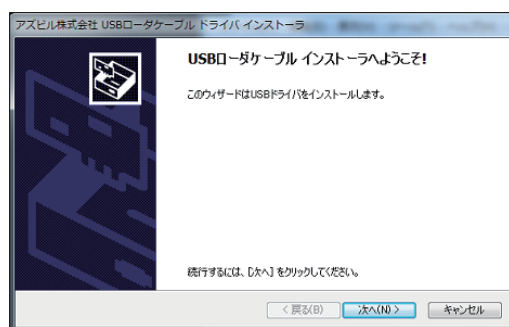 アズビル株式会社 USBローダケーブル ドライバ インストーラ
USBローダケーブル インストーラへようこそ!
このウィザードはUSBドライバをインストールします。
続行するには、[次へ] をクリックしてください。
< 戻る(B)
次へ(N) >
キャンセル